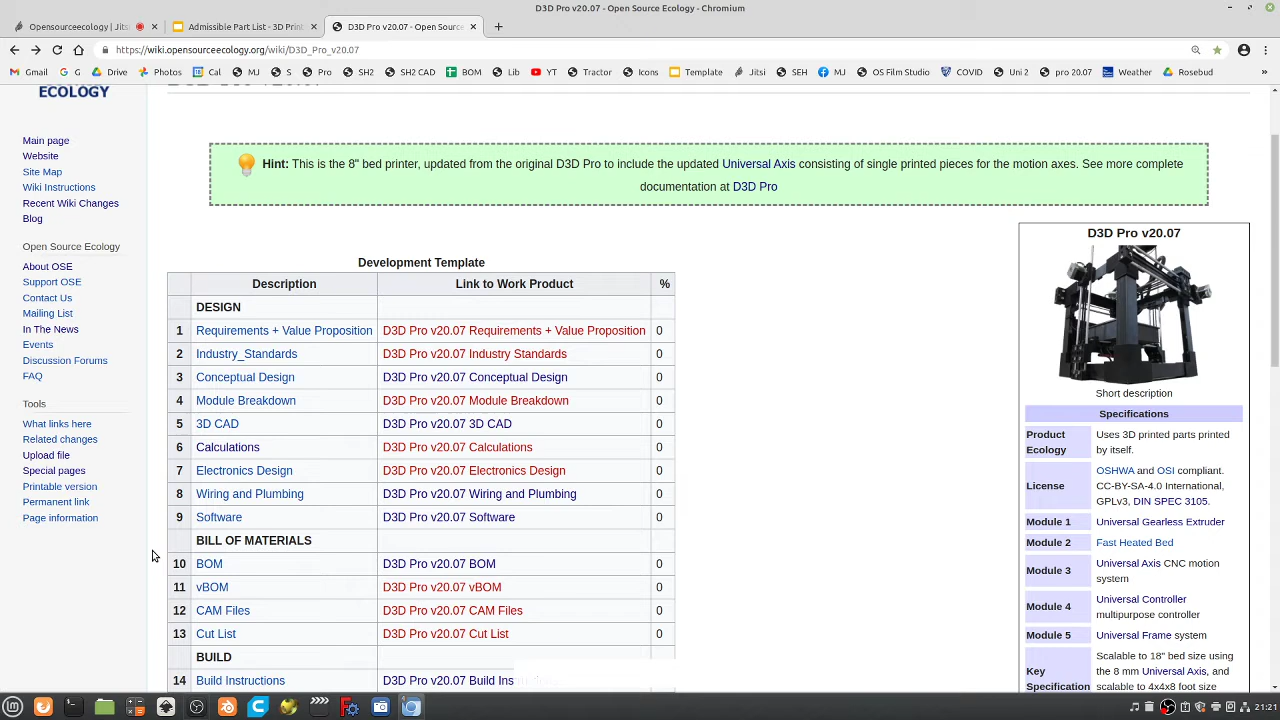 D3D Pro v20.07 - Open Source Ecology - Chromium
Opensourceecology | Jits
Admissible Part List - 3D Print
D3D Pro v20.07 - Open Source
https://wiki.opensourceecology.org/wiki/D3D_Pro_v20.07
Gmail G Drive Photos Cal MJ S Pro SH2 SH2 CAD BOM Lib YT Tractor Icons Template Jitsi SEH MJ OS Film Studio COVID Uni 2 pro 20.07 Weather Rosebud »
ECOLOGY
Main page
Website
Site Map
Wiki Instructions
Recent Wiki Changes
Blog
Open Source Ecology
About OSE
Support OSE
Contact Us
Mailing List
In The News
Events
Discussion Forums
FAQ
Tools
What links here
Related changes
Upload file
Special pages
Printable version
Permanent link
Page information
Hint: This is the 8" bed printer, updated from the original D3D Pro to include the updated Universal Axis consisting of single printed pieces for the motion axes. See more complete
documentation at D3D Pro
Development Template
Description Link to Work Product %
DESIGN
1 Requirements + Value Proposition D3D Pro v20.07 Requirements + Value Proposition 0
2 Industry_Standards D3D Pro v20.07 Industry Standards 0
3 Conceptual Design D3D Pro v20.07 Conceptual Design 0
4 Module Breakdown D3D Pro v20.07 Module Breakdown 0
5 3D CAD D3D Pro v20.07 3D CAD 0
6 Calculations D3D Pro v20.07 Calculations 0
7 Electronics Design D3D Pro v20.07 Electronics Design 0
8 Wiring and Plumbing D3D Pro v20.07 Wiring and Plumbing 0
9 Software D3D Pro v20.07 Software 0
BILL OF MATERIALS
10 BOM D3D Pro v20.07 BOM 0
11 vBOM D3D Pro v20.07 vBOM 0
12 CAM Files D3D Pro v20.07 CAM Files 0
13 Cut List D3D Pro v20.07 Cut List 0
BUILD
14 Build Instructions D3D Pro v20.07 Build Ins
D3D Pro v20.07
Short description
Specifications
Product Ecology Uses 3D printed parts printed
by itself.
License OSHWA and OSI compliant.
CC-BY-SA-4.0 International,
GPLv3, DIN SPEC 3105.
Module 1 Universal Gearless Extruder
Module 2 Fast Heated Bed
Module 3 Universal Axis CNC motion
system
Module 4 Universal Controller
multipurpose controller
Module 5 Universal Frame system
Key Specification Scalable to 18" bed size using
the 8 mm Universal Axis, and
scalable to 4x4x8 foot size
21:21